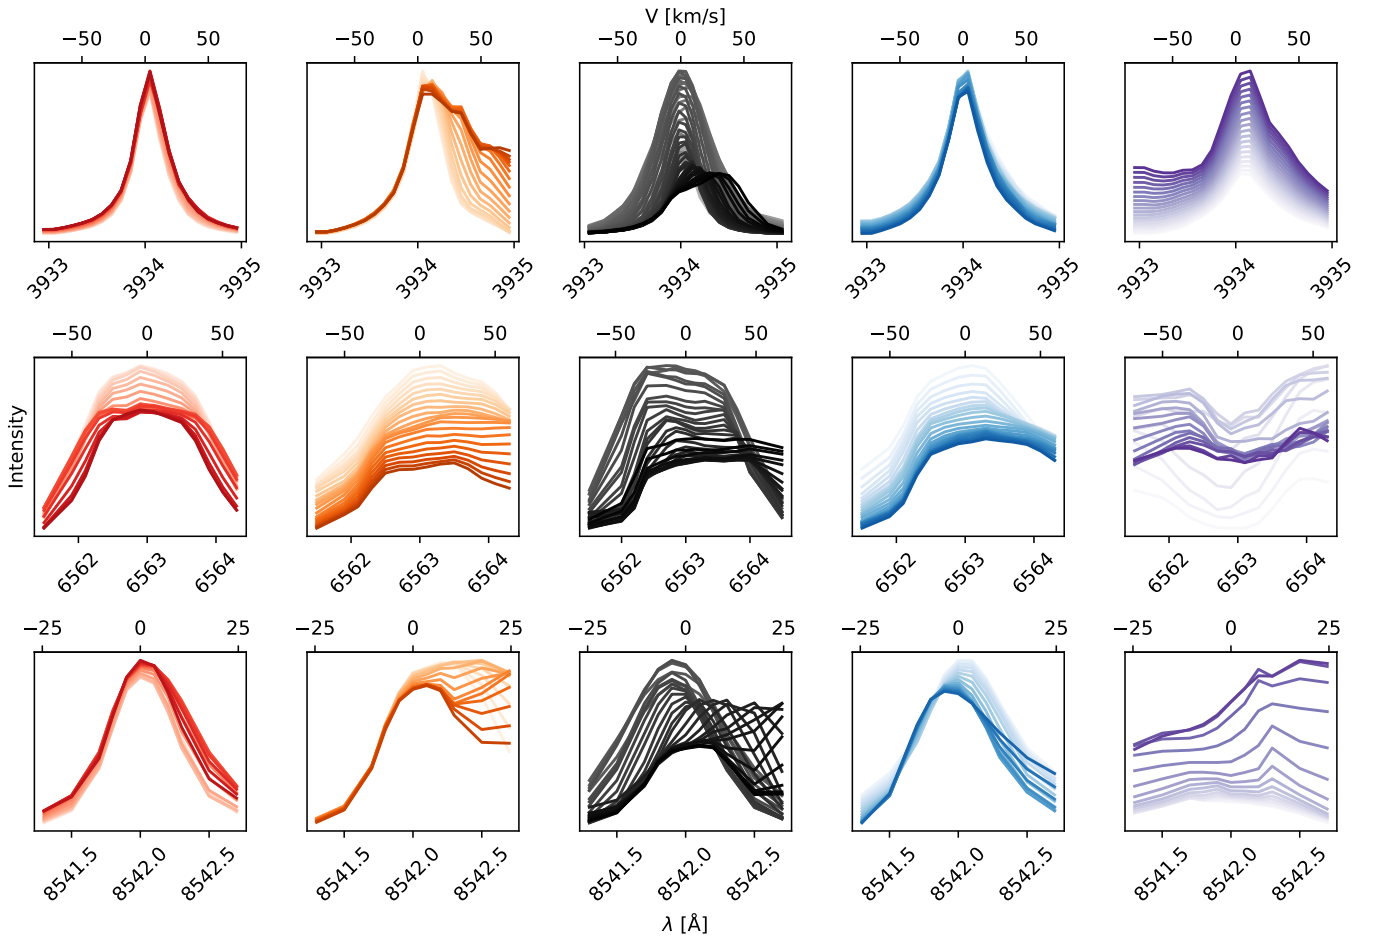 V [km/s]
−50 0 50 −50 0 50 −50 0 50 −50 0 50 −50 0 50
3933 3934 3935 3933 3934 3935 3933 3934 3935 3933 3934 3935 3933 3934 3935
−50 0 50 −50 0 50 −50 0 50 −50 0 50 −50 0 50
Intensity
6562 6563 6564 6562 6563 6564 6562 6563 6564 6562 6563 6564 6562 6563 6564
−25 0 25 −25 0 25 −25 0 25 −25 0 25 −25 0 25
8541.5 8542.0 8542.5 8541.5 8542.0 8542.5 8541.5 8542.0 8542.5 8541.5 8542.0 8542.5 8541.5 8542.0 8542.5
λ [Å]